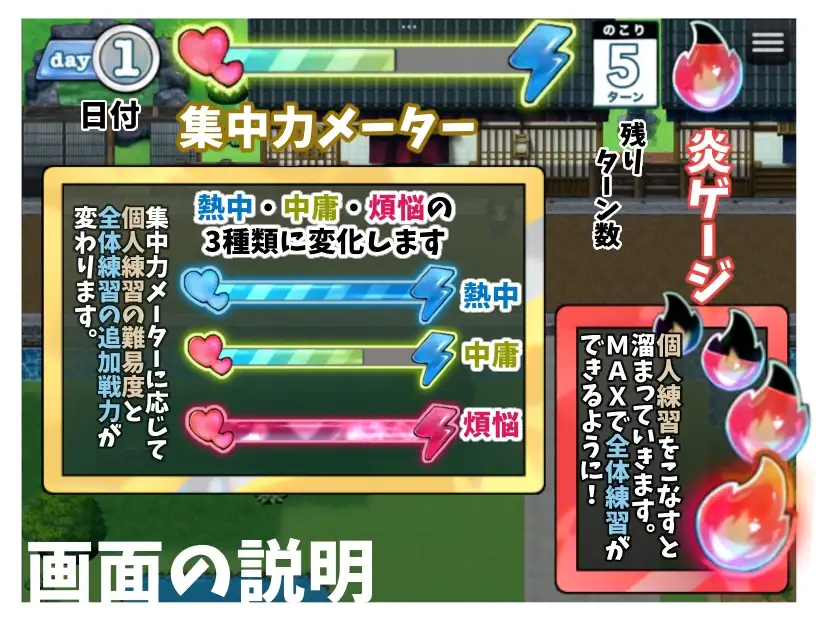 day 1
日付
集中力メーター
のこり
5
ターン
残り
ターン数
炎ゲージ
熱中・中庸・煩悩の
3種類に変化します
熱中
中庸
煩悩
集中力メーターに応じて
個人練習の難易度と
全体練習の追加戦力が
変わります。
個人練習をこなすと
溜まっていきます。
MAXで全体練習が
できるように!
画面の説明